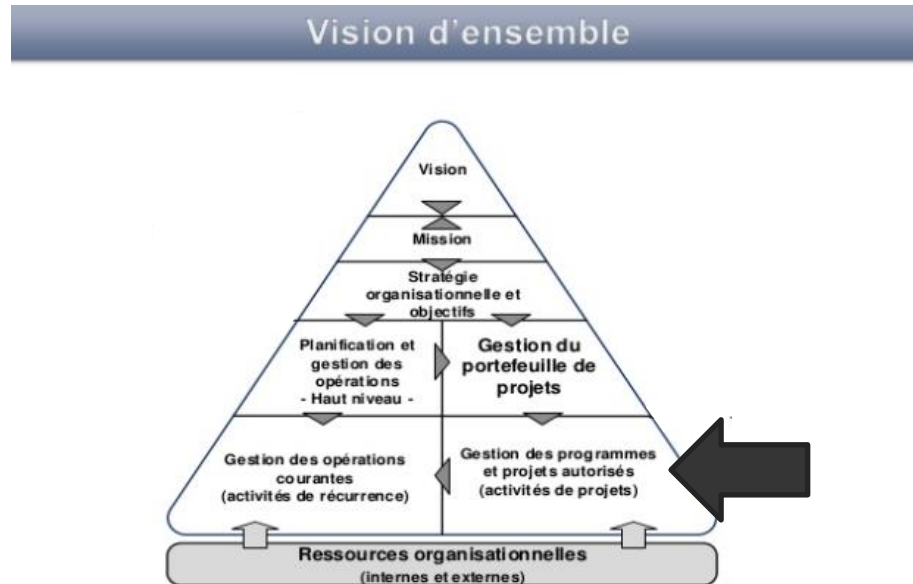 Vision d'ensemble
Vision
Mission
Stratégie
organisationnelle et
objectifs
Planification et
gestion des
opérations
- Haut niveau -
Gestion du
portefeuille de
projets
Gestion des opérations
courantes
(activités de récurrence)
Gestion des programmes
et projets autorisés
(activités de projets)
Ressources organisationnelles
(internes et externes)